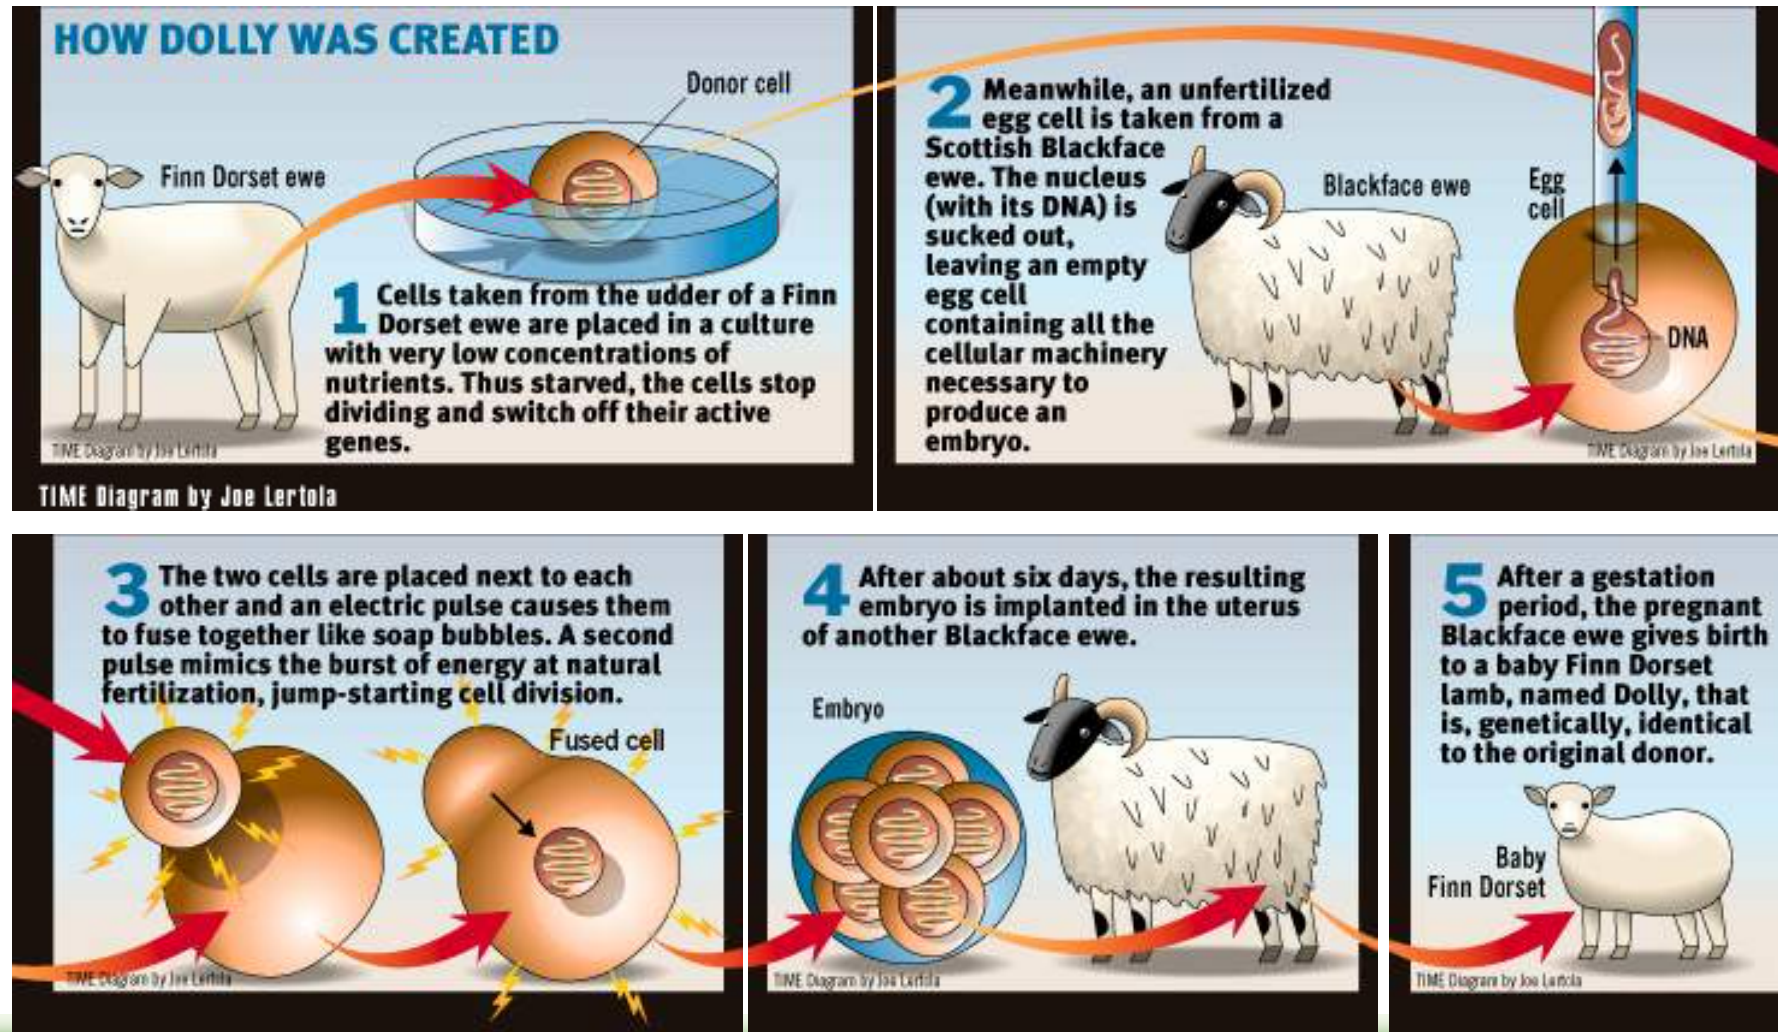 HOW DOLLY WAS CREATED
Donor cell
Finn Dorset ewe
1 Cells taken from the udder of a Finn
Dorset ewe are placed in a culture
with very low concentrations of
nutrients. Thus starved, the cells stop
dividing and switch off their active
genes.
TIME Diagram by Joe Lertola
TIME Diagram by Joe Lertola
2 Meanwhile, an unfertilized
egg cell is taken from a
Scottish Blackface
ewe. The nucleus
(with its DNA) is
sucked out,
leaving an empty
egg cell
containing all the
cellular machinery
necessary to
produce an
embryo.
Blackface ewe
Egg
cell
DNA
TIME Diagram by Joe Lertola
3 The two cells are placed next to each
other and an electric pulse causes them
to fuse together like soap bubbles. A second
pulse mimics the burst of energy at natural
fertilization, jump-starting cell division.
Fused cell
TIME Diagram by Joe Lertola
4 After about six days, the resulting
embryo is implanted in the uterus
of another Blackface ewe.
Embryo
TIME Diagram by Joe Lertola
5 After a gestation
period, the pregnant
Blackface ewe gives birth
to a baby Finn Dorset
lamb, named Dolly, that
is, genetically, identical
to the original donor.
Baby
Finn Dorset
TIME Diagram by Joe Lertola